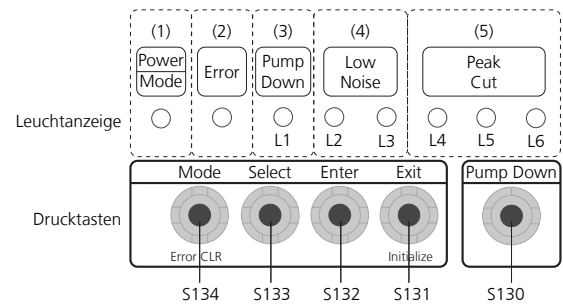 (1) (2) (3) (4) (5)
Power Error Pump Low Peak
Mode Down Noise Cut
Leuchtanzeige
L1 L2 L3 L4 L5 L6
Mode Select Enter Exit Pump Down
Drucktasten
Error CLR Initialize
S134 S133 S132 S131 S130